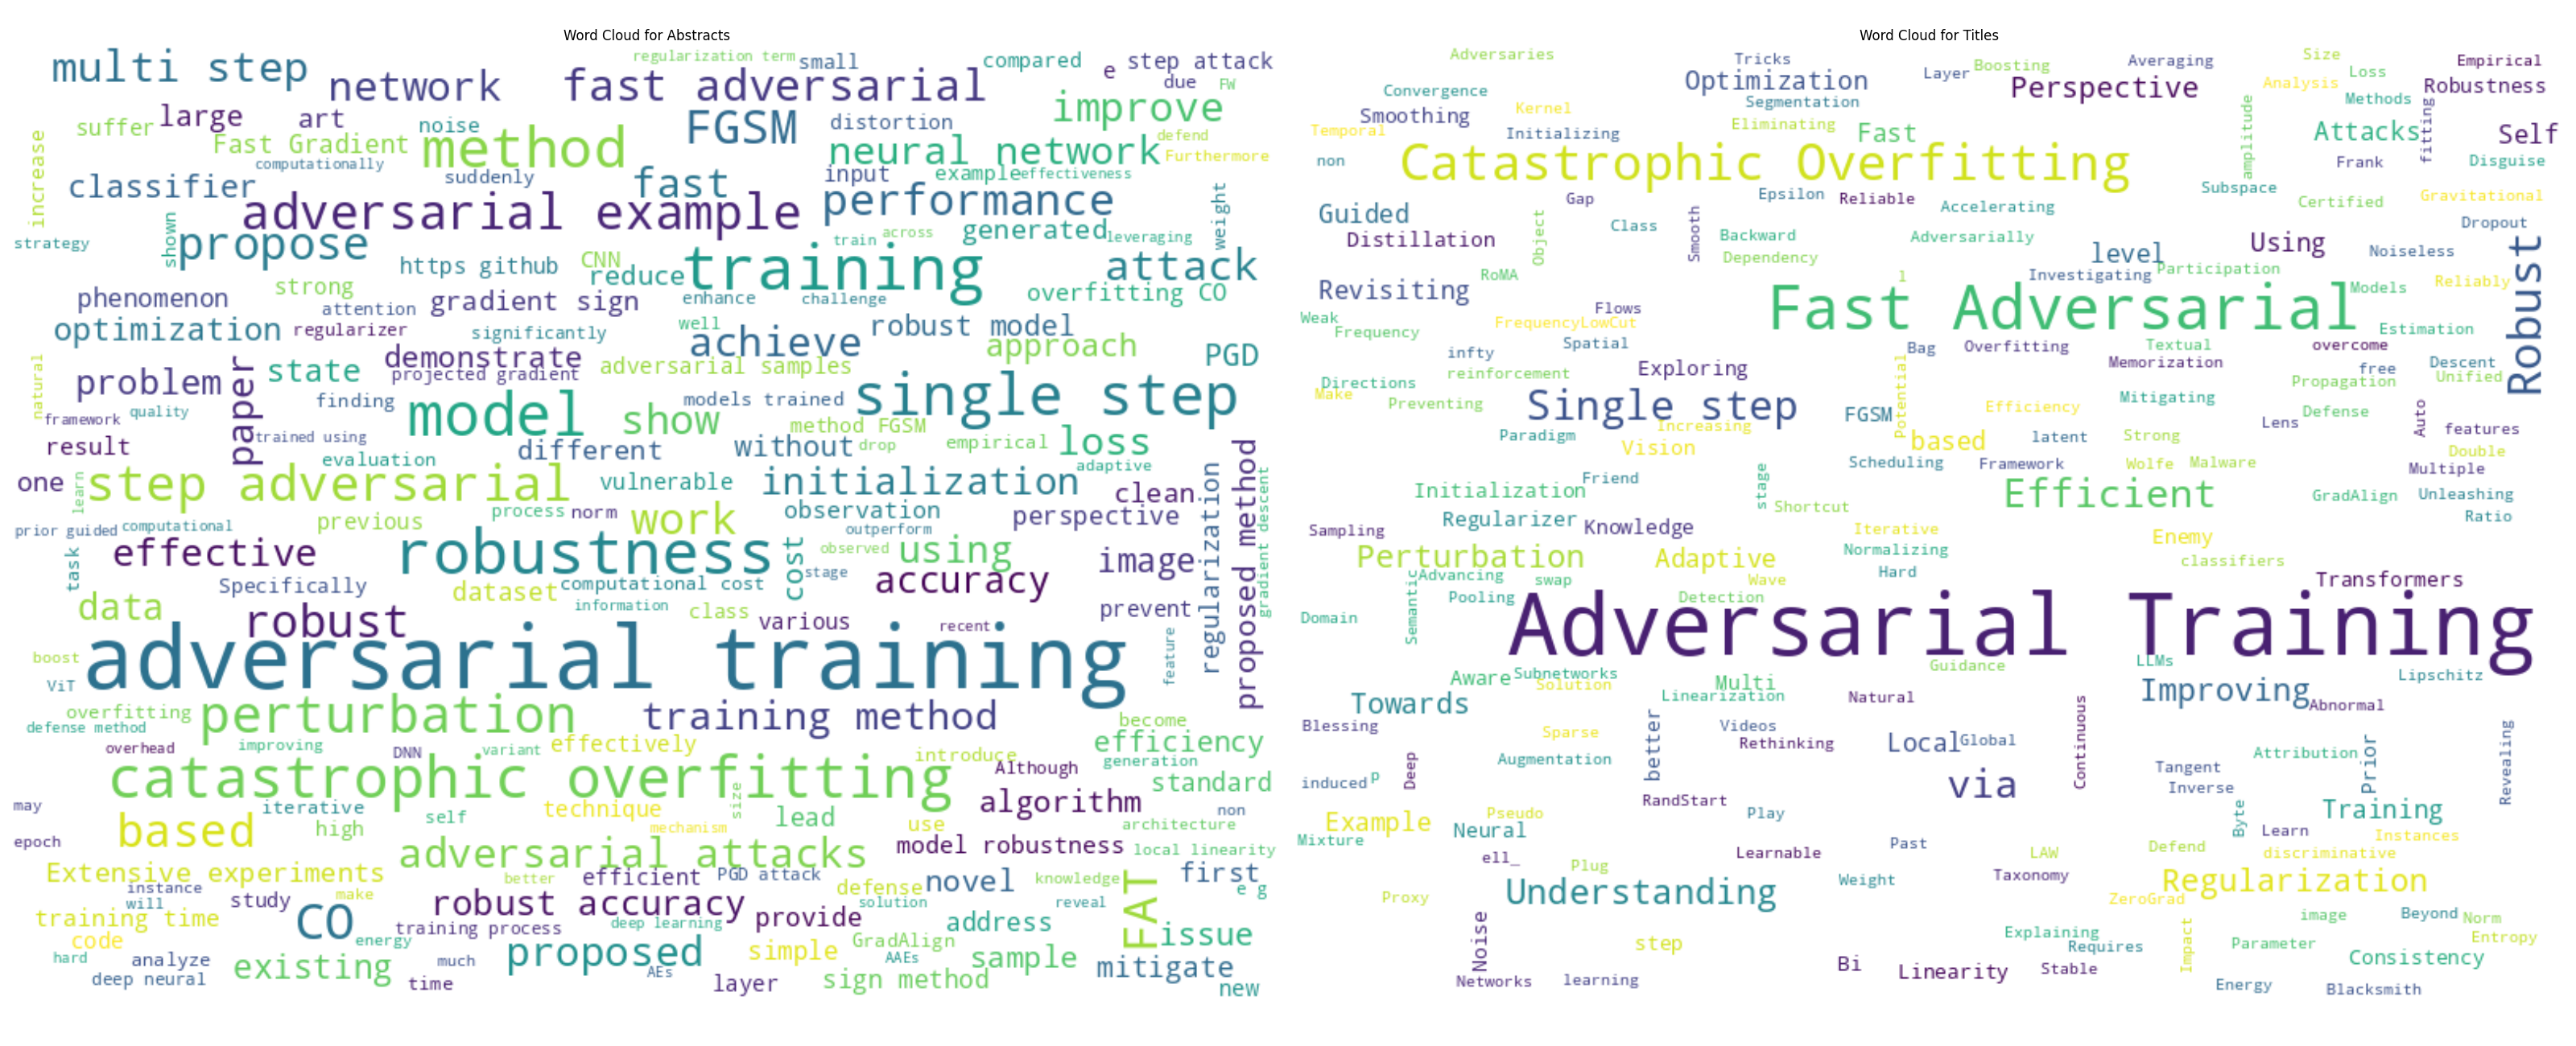 Word Cloud for Abstracts
multi step
network
fast adversarial
regularization term
small
compared
e
step attack
due
FW
large
art
suffer
noise
FGSM
distortion
improve
increase
Fast Gradient
method
neural network
defend
Furthermore
computationally
classifier
suddenly
fast
input
example
effectiveness
adversarial example
performance
weight
strategy
shown
propose
train
across
generated
leveraging
https github
CNN
reduce
training
attack
phenomenon
strong
attention
gradient sign
enhance
challenge
overfitting CO
optimization
regularizer
significantly
well
achieve
robust model
approach
PGD
natural
problem
paper
state
demonstrate
projected gradient
adversarial samples
single step
framework
quality
finding
model
show
models trained
method FGSM
result
trained using
evaluation
different
without
drop
empirical
loss
adaptive
one
learn
step adversarial
vulnerable
initialization
clean
regularization
proposed method
gradient descent
prior guided
computational
previous
process
norm
work
observation
outperform
perspective
task
effective
robustness
cost
observed
using
image
Specifically
dataset
computational cost
stage
accuracy
data
robust
information
class
various
recent
prevent
boost
ViT
adversarial training
feature
overfitting
defense method
perturbation
training method
become
overhead
improving
DNN
variant
effectively
introduce
efficiency
generation
catastrophic overfitting
Although
standard
may
iterative
technique
size
algorithm
non
epoch
based
high
self
mechanism
lead
use
architecture
adversarial attacks
model robustness
local linearity
Extensive experiments
instance
will
make
better
efficient
PGD attack
defense
novel
knowledge
FAT
first
e g
training time
study
CO
robust accuracy
provide
solution
reveal
code
energy
training process
deep learning
address
issue
hard
analyze
deep neural
existing
much
time
proposed
AEs
simple
GradAlign
AAEs
sample
layer
sign method
mitigate
new
Word Cloud for Titles
Adversaries
Tricks
Optimization
Layer
Boosting
Averaging
Size
Loss
Empirical
Convergence
Segmentation
Perspective
Analysis
Methods
Robustness
Smoothing
Kernel
Temporal
Initializing
Eliminating
Fast
amplitude
Attacks
fitting
Self
non
Catastrophic Overfitting
Frank
Disguise
Gap
Epsilon
Reliable
Subspace
Gravitational
Guided
Object
Class
Smooth
Accelerating
Certified
Distillation
Backward
Adversarially
Dropout
Dependency
level
Using
Noiseless
Robust
Revisiting
RoMA
l
Investigating
Participation
Models
Reliably
Flows
Fast Adversarial
Weak
Frequency
FrequencyLowCut
Estimation
infty
Spatial
Bag
Overfitting
Textual
overcome
Directions
reinforcement
Exploring
Potential
Memorization
free
Descent
Make
Preventing
Propagation
Unified
Single step
FGSM
Efficiency
Mitigating
Defense
Auto
Increasing
Lens
features
Paradigm
Vision
based
latent
Strong
Double
Scheduling
Framework
Wolfe
Malware
Multiple
Initialization
Friend
stage
Shortcut
Efficient
GradAlign
Unleashing
Ratio
Sampling
Regularizer
Knowledge
Iterative
Enemy
Perturbation
Adaptive
Normalizing
classifiers
Semantic
Advancing
swap
Wave
Hard
Transformers
Pooling
Detection
Domain
Adversarial Training
Aware
Subnetworks
Solution
Guidance
LLMs
Lipschitz
Towards
Multi
Linearization
Natural
Improving
Abnormal
Blessing
Sparse
better
Videos
Rethinking
Local
Global
Continuous
Revealing
Deep
Augmentation
Attribution
Prior
induced
p
via
Tangent
Inverse
RandStart
Example
Pseudo
Play
Byte
Training
Mixture
Neural
Learn
Instances
ell_
Learnable
Past
LAW
Defend
discriminative
Plug
Weight
Taxonomy
Regularization
Proxy
Understanding
ZeroGrad
Noise
image
Beyond
Norm
step
Explaining
Requires
Impact
Parameter
Entropy
Bi
Linearity
Stable
Consistency
Networks
learning
Energy
Blacksmith